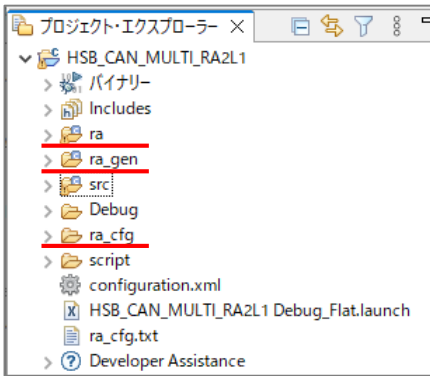 プロジェクト・エクスプローラー
HSB_CAN_MULTI_RA2L1
バイナリー
Includes
ra
ra_gen
src
Debug
ra_cfg
script
configuration.xml
HSB_CAN_MULTI_RA2L1 Debug_Flat.launch
ra_cfg.txt
Developer Assistance